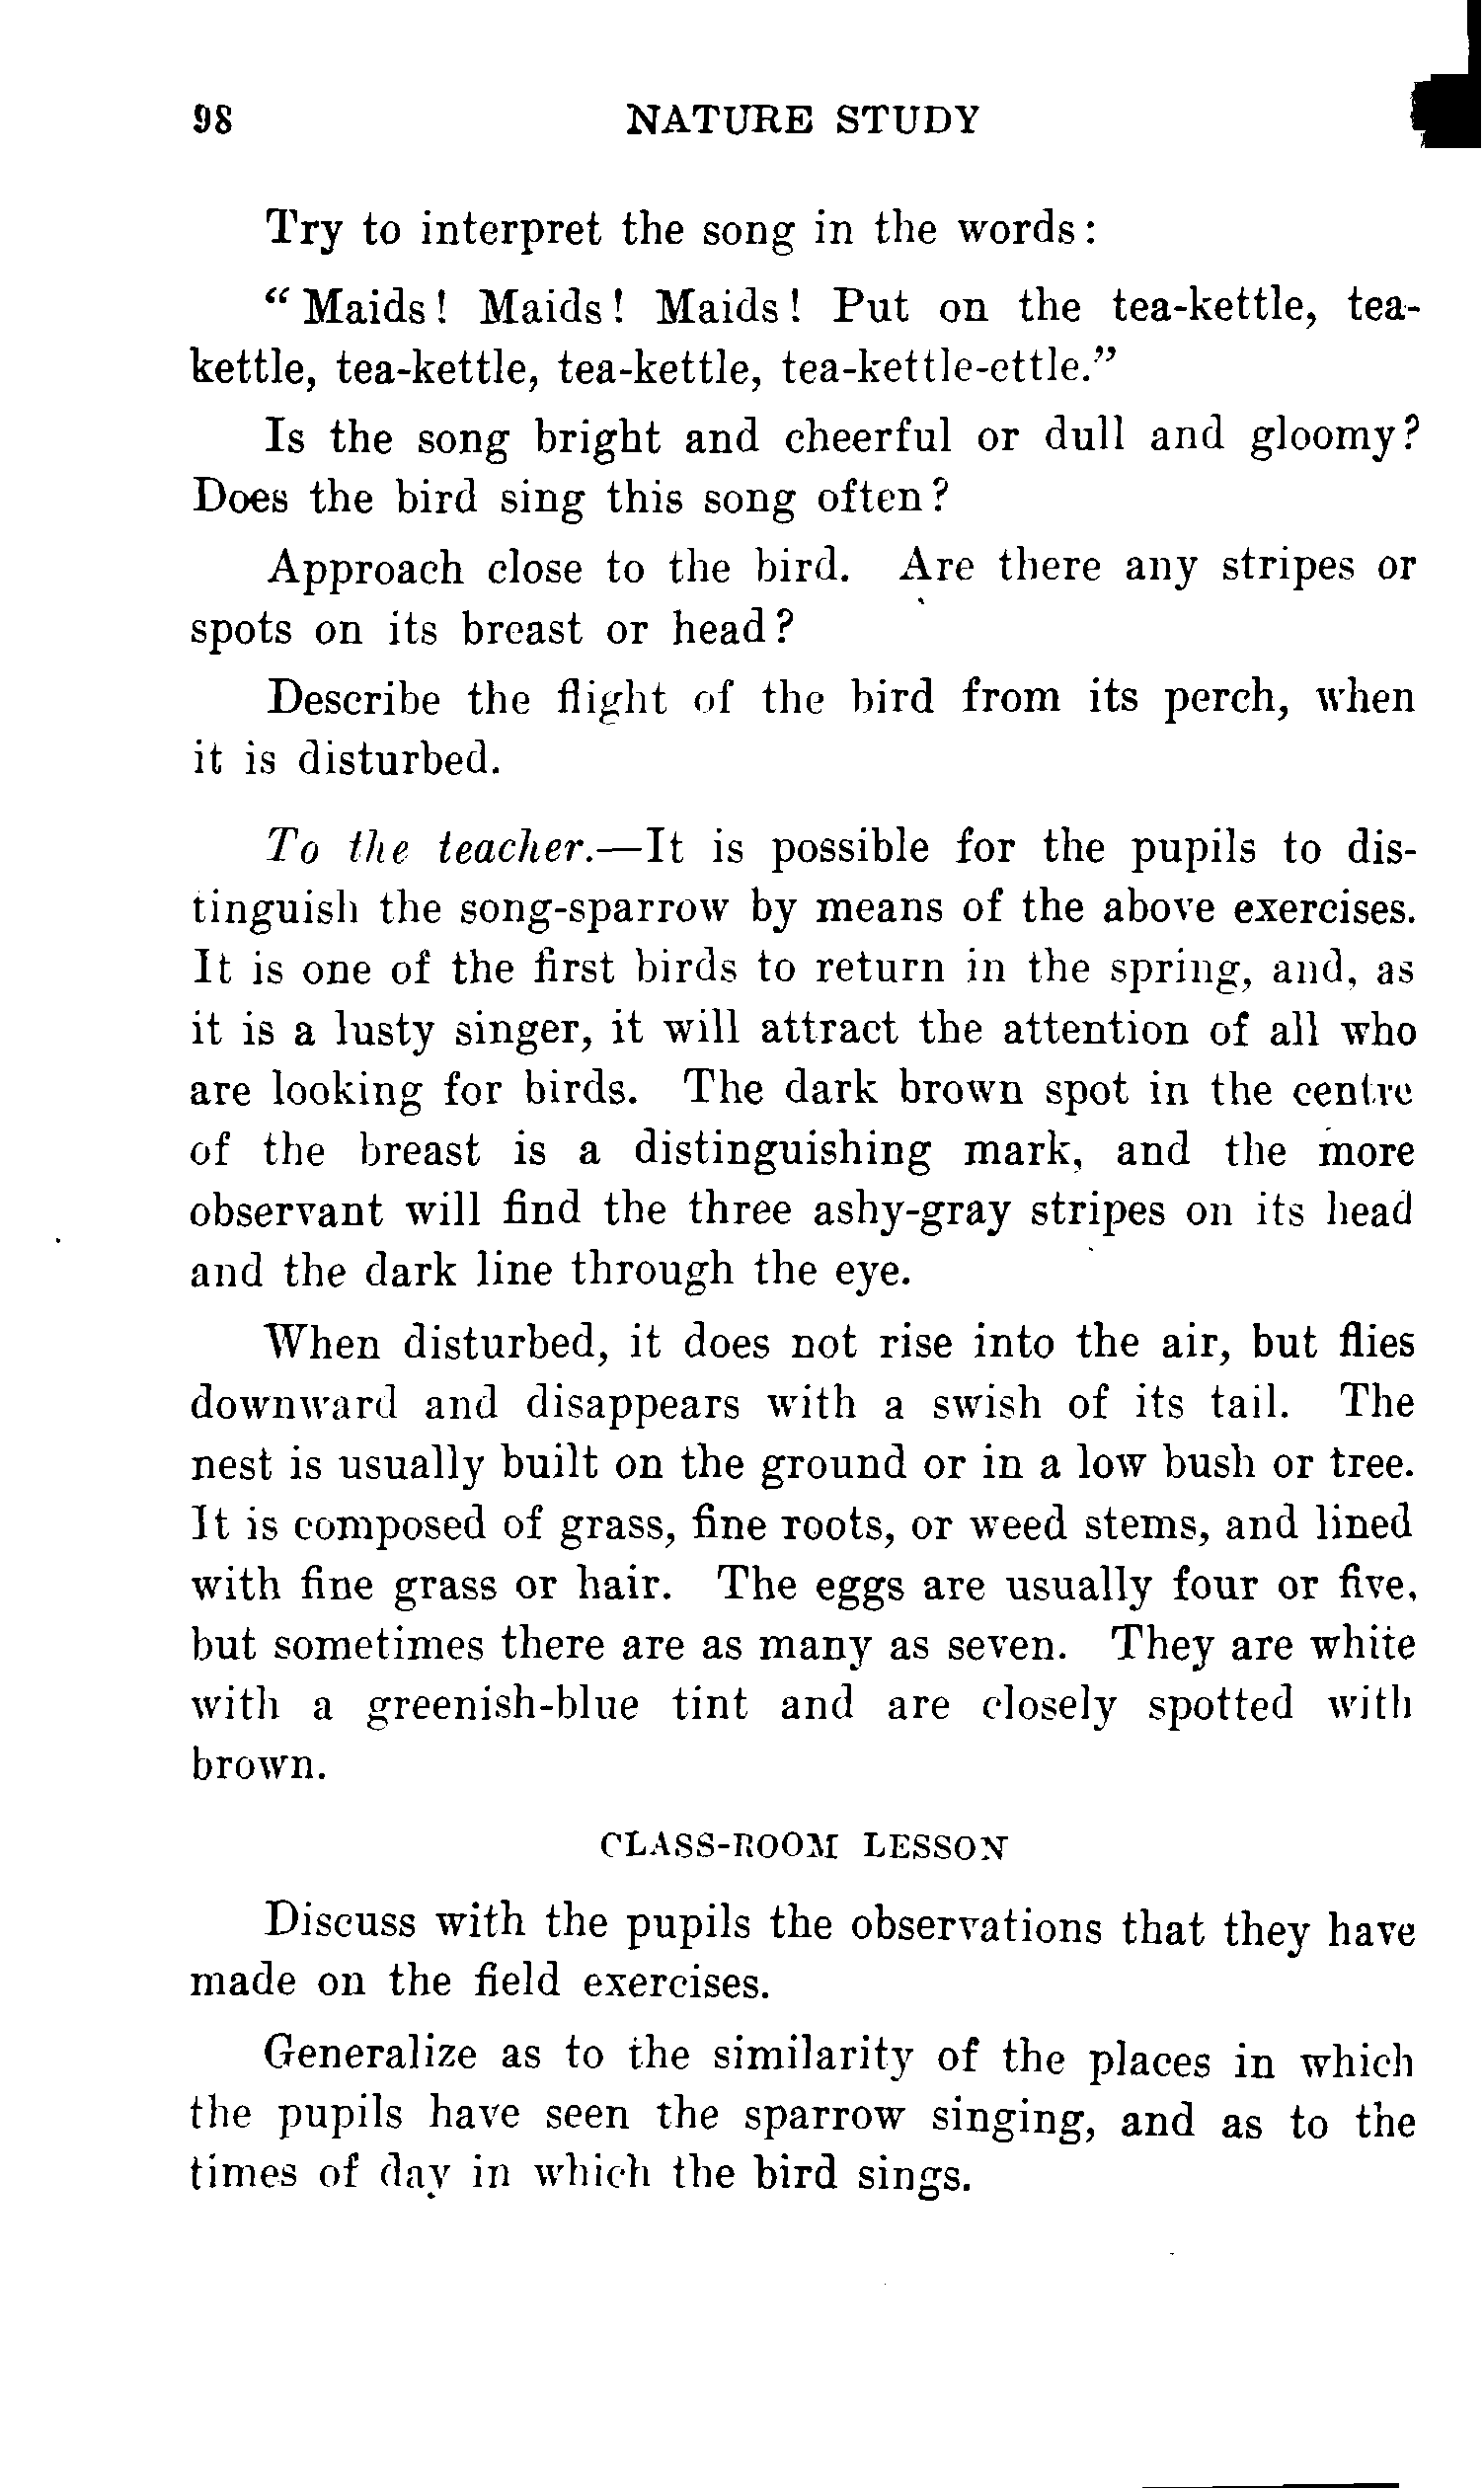 98 NATURE STUDY
Try to interpret the song in the words:
"Maids! Maids! Maids! Put on the tea-kettle, tea-
kettle, tea-kettle, tea-kettle, tea-kettle-ettle."
Is the song bright and cheerful or dull and gloomy?
Does the bird sing this song often?
Approach close to the bird. Are there any stripes or
spots on its breast or head?
Describe the flight of the bird from its perch, when
it is disturbed.
To the teacher.—It is possible for the pupils to dis-
tinguish the song-sparrow by means of the above exercises.
It is one of the first birds to return in the spring, and, as
it is a lusty singer, it will attract the attention of all who
are looking for birds. The dark brown spot in the centre
of the breast is a distinguishing mark, and the more
observant will find the three ashy-gray stripes on its head
and the dark line through the eye.
When disturbed, it does not rise into the air, but flies
downward and disappears with a swish of its tail. The
nest is usually built on the ground or in a low bush or tree.
It is composed of grass, fine roots, or weed stems, and lined
with fine grass or hair. The eggs are usually four or five,
but sometimes there are as many as seven. They are white
with a greenish-blue tint and are closely spotted with
brown.
CLASS-ROOM LESSON
Discuss with the pupils the observations that they have
made on the field exercises.
Generalize as to the similarity of the places in which
the pupils have seen the sparrow singing, and as to the
times of day in which the bird sings.